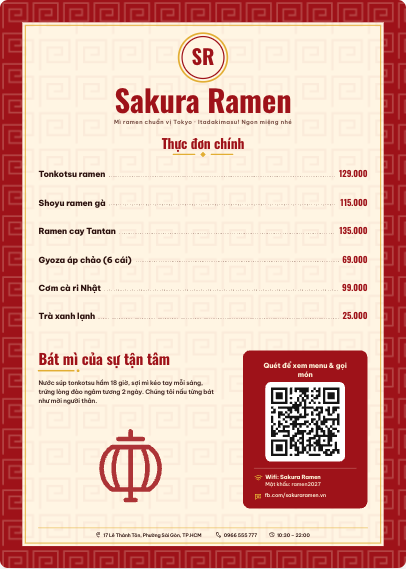 SR
Sakura Ramen
Mì ramen chuẩn vị Tokyo · Itadakimasu! Ngon miệng nhé
Thực đơn chính
Tonkotsu ramen 129.000
Shoyu ramen gà 115.000
Ramen cay Tantan 135.000
Gyoza áp chảo (6 cái) 69.000
Cơm cà ri Nhật 99.000
Trà xanh lạnh 25.000
Bát mì của sự tận tâm
Nước súp tonkotsu hầm 18 giờ, sợi mì kéo tay mỗi sáng,
trứng lòng đào ngâm tương 2 ngày. Chúng tôi nấu từng bát
như mời người thân.
Quét để xem menu & gọi
món
Wifi: Sakura Ramen
Mật khẩu: ramen2027
fb.com/sakuraramen.vn
17 Lê Thánh Tôn, Phường Sài Gòn, TP.HCM 0966 555 777 10:30 – 22:00